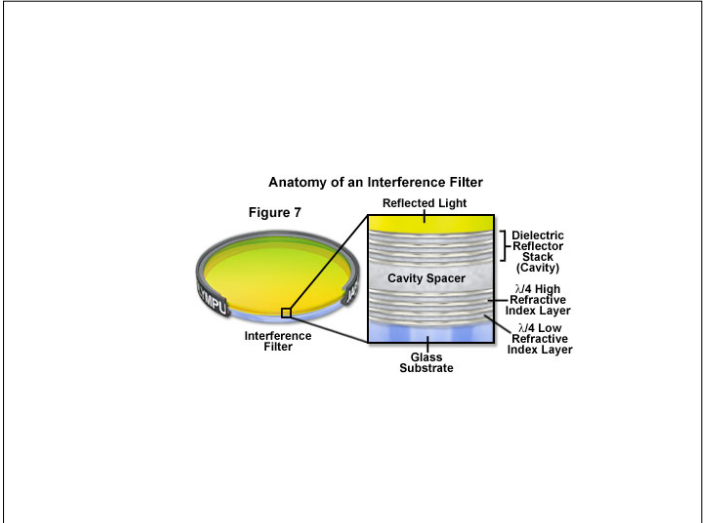 Anatomy of an Interference Filter
Figure 7
Reflected Light
Dielectric
Reflector
Stack
(Cavity)
Cavity Spacer
λ/4 High
Refractive
Index Layer
λ/4 Low
Refractive
Index Layer
Interference
Filter
Glass
Substrate
LYMPU